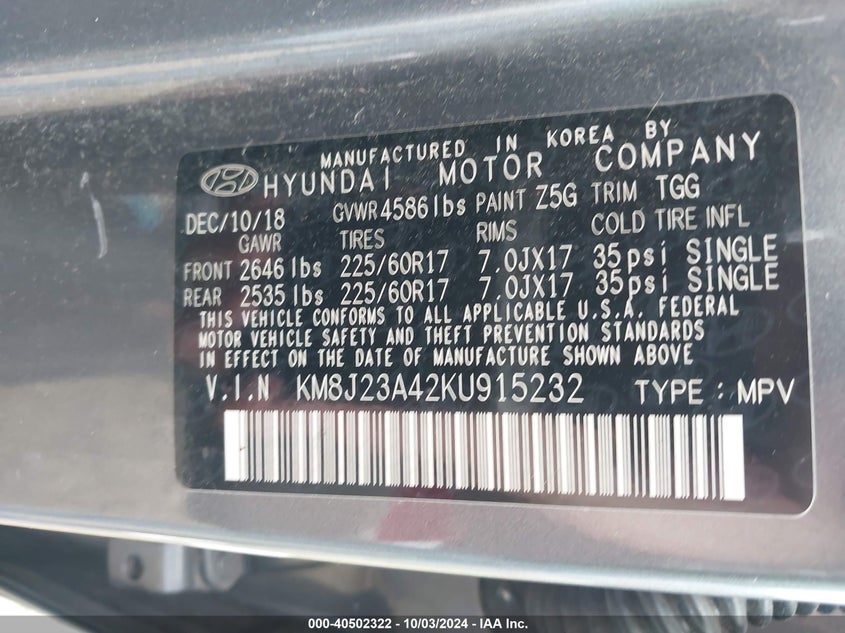 MANUFACTURED IN KOREA BY
HYUNDAI MOTOR COMPANY
DEC/10/18 GVWR 4586 lbs PAINT Z5G TRIM TGG
GAWR TIRES RIMS COLD TIRE INFL
FRONT 2646 lbs 225/60R17 7.0JX17 35psi SINGLE
REAR 2535 lbs 225/60R17 7.0JX17 35psi SINGLE
THIS VEHICLE CONFORMS TO ALL APPLICABLE U.S.A. FEDERAL
MOTOR VEHICLE SAFETY AND THEFT PREVENTION STANDARDS
IN EFFECT ON THE DATE OF MANUFACTURE SHOWN ABOVE
V.I.N KM8J23A42KU915232 TYPE : MPV
000-40502322 - 10/03/2024 - IAA Inc.